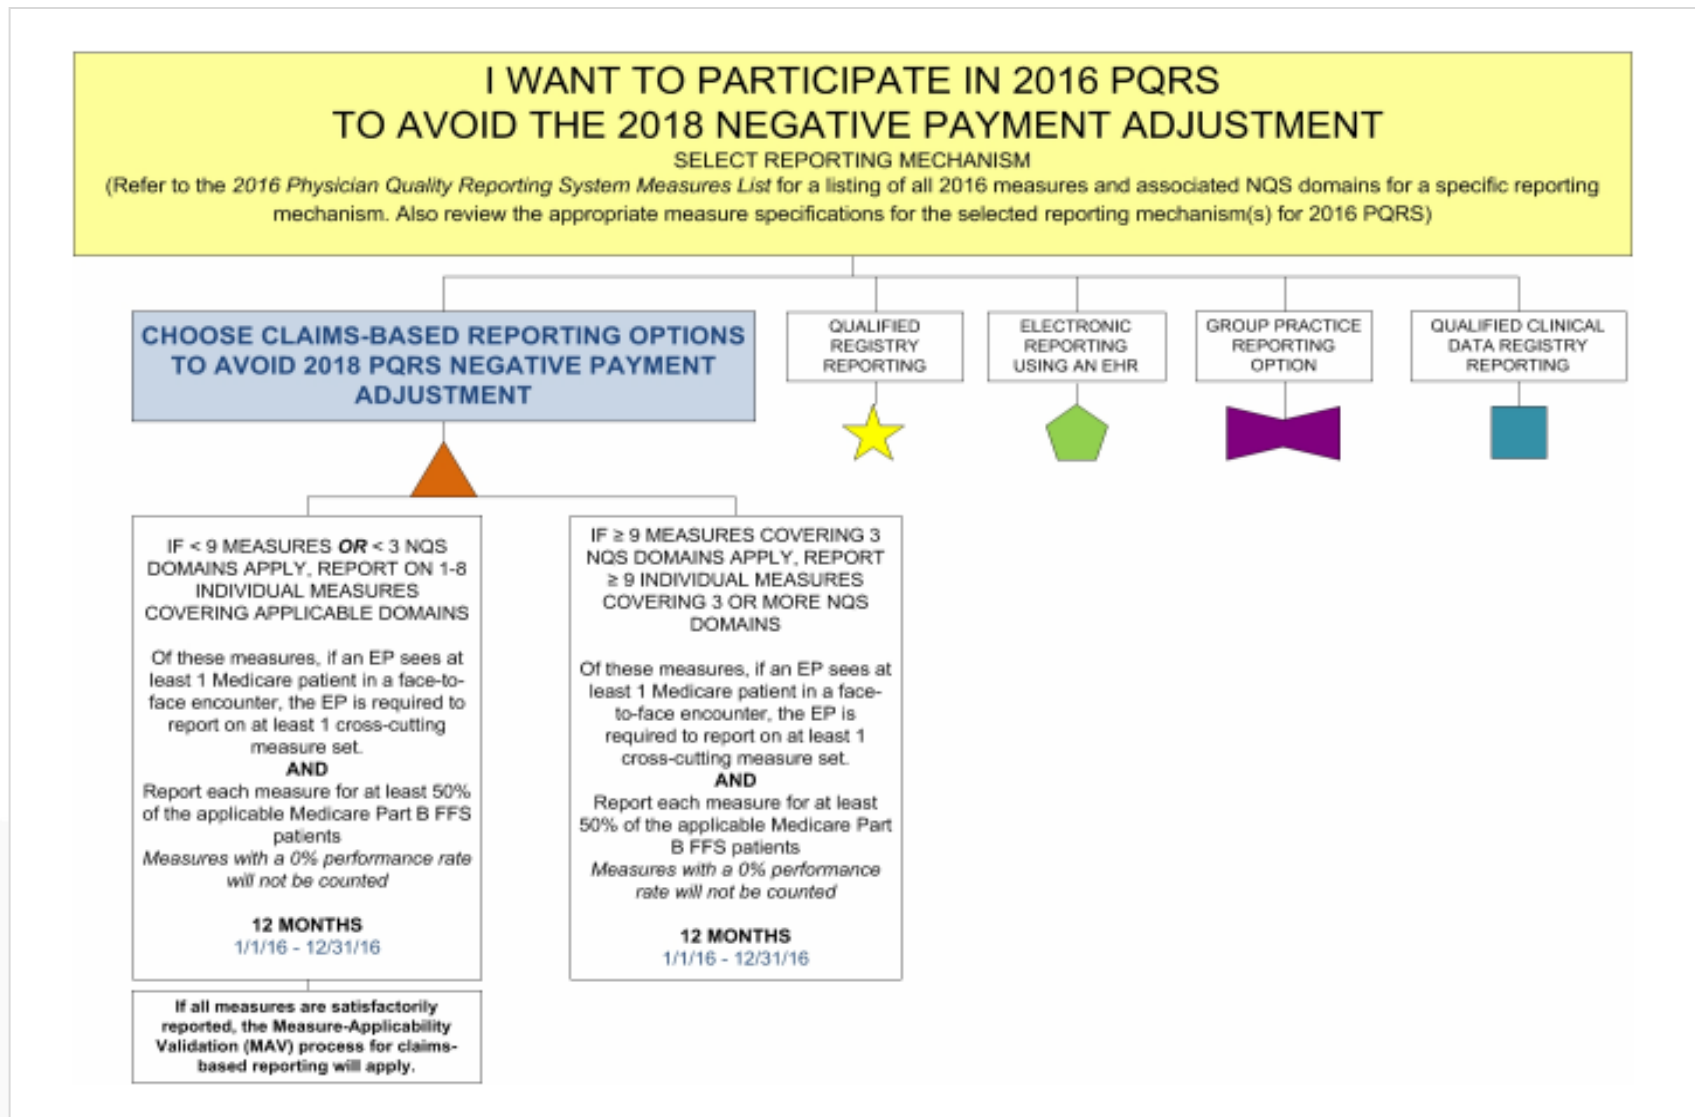 I WANT TO PARTICIPATE IN 2016 PQRS
TO AVOID THE 2018 NEGATIVE PAYMENT ADJUSTMENT
SELECT REPORTING MECHANISM
(Refer to the 2016 Physician Quality Reporting System Measures List for a listing of all 2016 measures and associated NQS domains for a specific reporting
mechanism. Also review the appropriate measure specifications for the selected reporting mechanism(s) for 2016 PQRS)
CHOOSE CLAIMS-BASED REPORTING OPTIONS
TO AVOID 2018 PQRS NEGATIVE PAYMENT
ADJUSTMENT
QUALIFIED
REGISTRY
REPORTING
ELECTRONIC
REPORTING
USING AN EHR
GROUP PRACTICE
REPORTING
OPTION
QUALIFIED CLINICAL
DATA REGISTRY
REPORTING
IF < 9 MEASURES OR < 3 NQS
DOMAINS APPLY, REPORT ON 1-8
INDIVIDUAL MEASURES
COVERING APPLICABLE DOMAINS
Of these measures, if an EP sees at
least 1 Medicare patient in a face-to-
face encounter, the EP is required to
report on at least 1 cross-cutting
measure set.
AND
Report each measure for at least 50%
of the applicable Medicare Part B FFS
patients
Measures with a 0% performance rate
will not be counted
12 MONTHS
1/1/16 - 12/31/16
If all measures are satisfactorily
reported, the Measure-Applicability
Validation (MAV) process for claims-
based reporting will apply.
IF ≥ 9 MEASURES COVERING 3
NQS DOMAINS APPLY, REPORT
≥ 9 INDIVIDUAL MEASURES
COVERING 3 OR MORE NQS
DOMAINS
Of these measures, if an EP sees at
least 1 Medicare patient in a face-
to-face encounter, the EP is
required to report on at least 1
cross-cutting measure set.
AND
Report each measure for at least
50% of the applicable Medicare Part
B FFS patients
Measures with a 0% performance
rate will not be counted
12 MONTHS
1/1/16 - 12/31/16